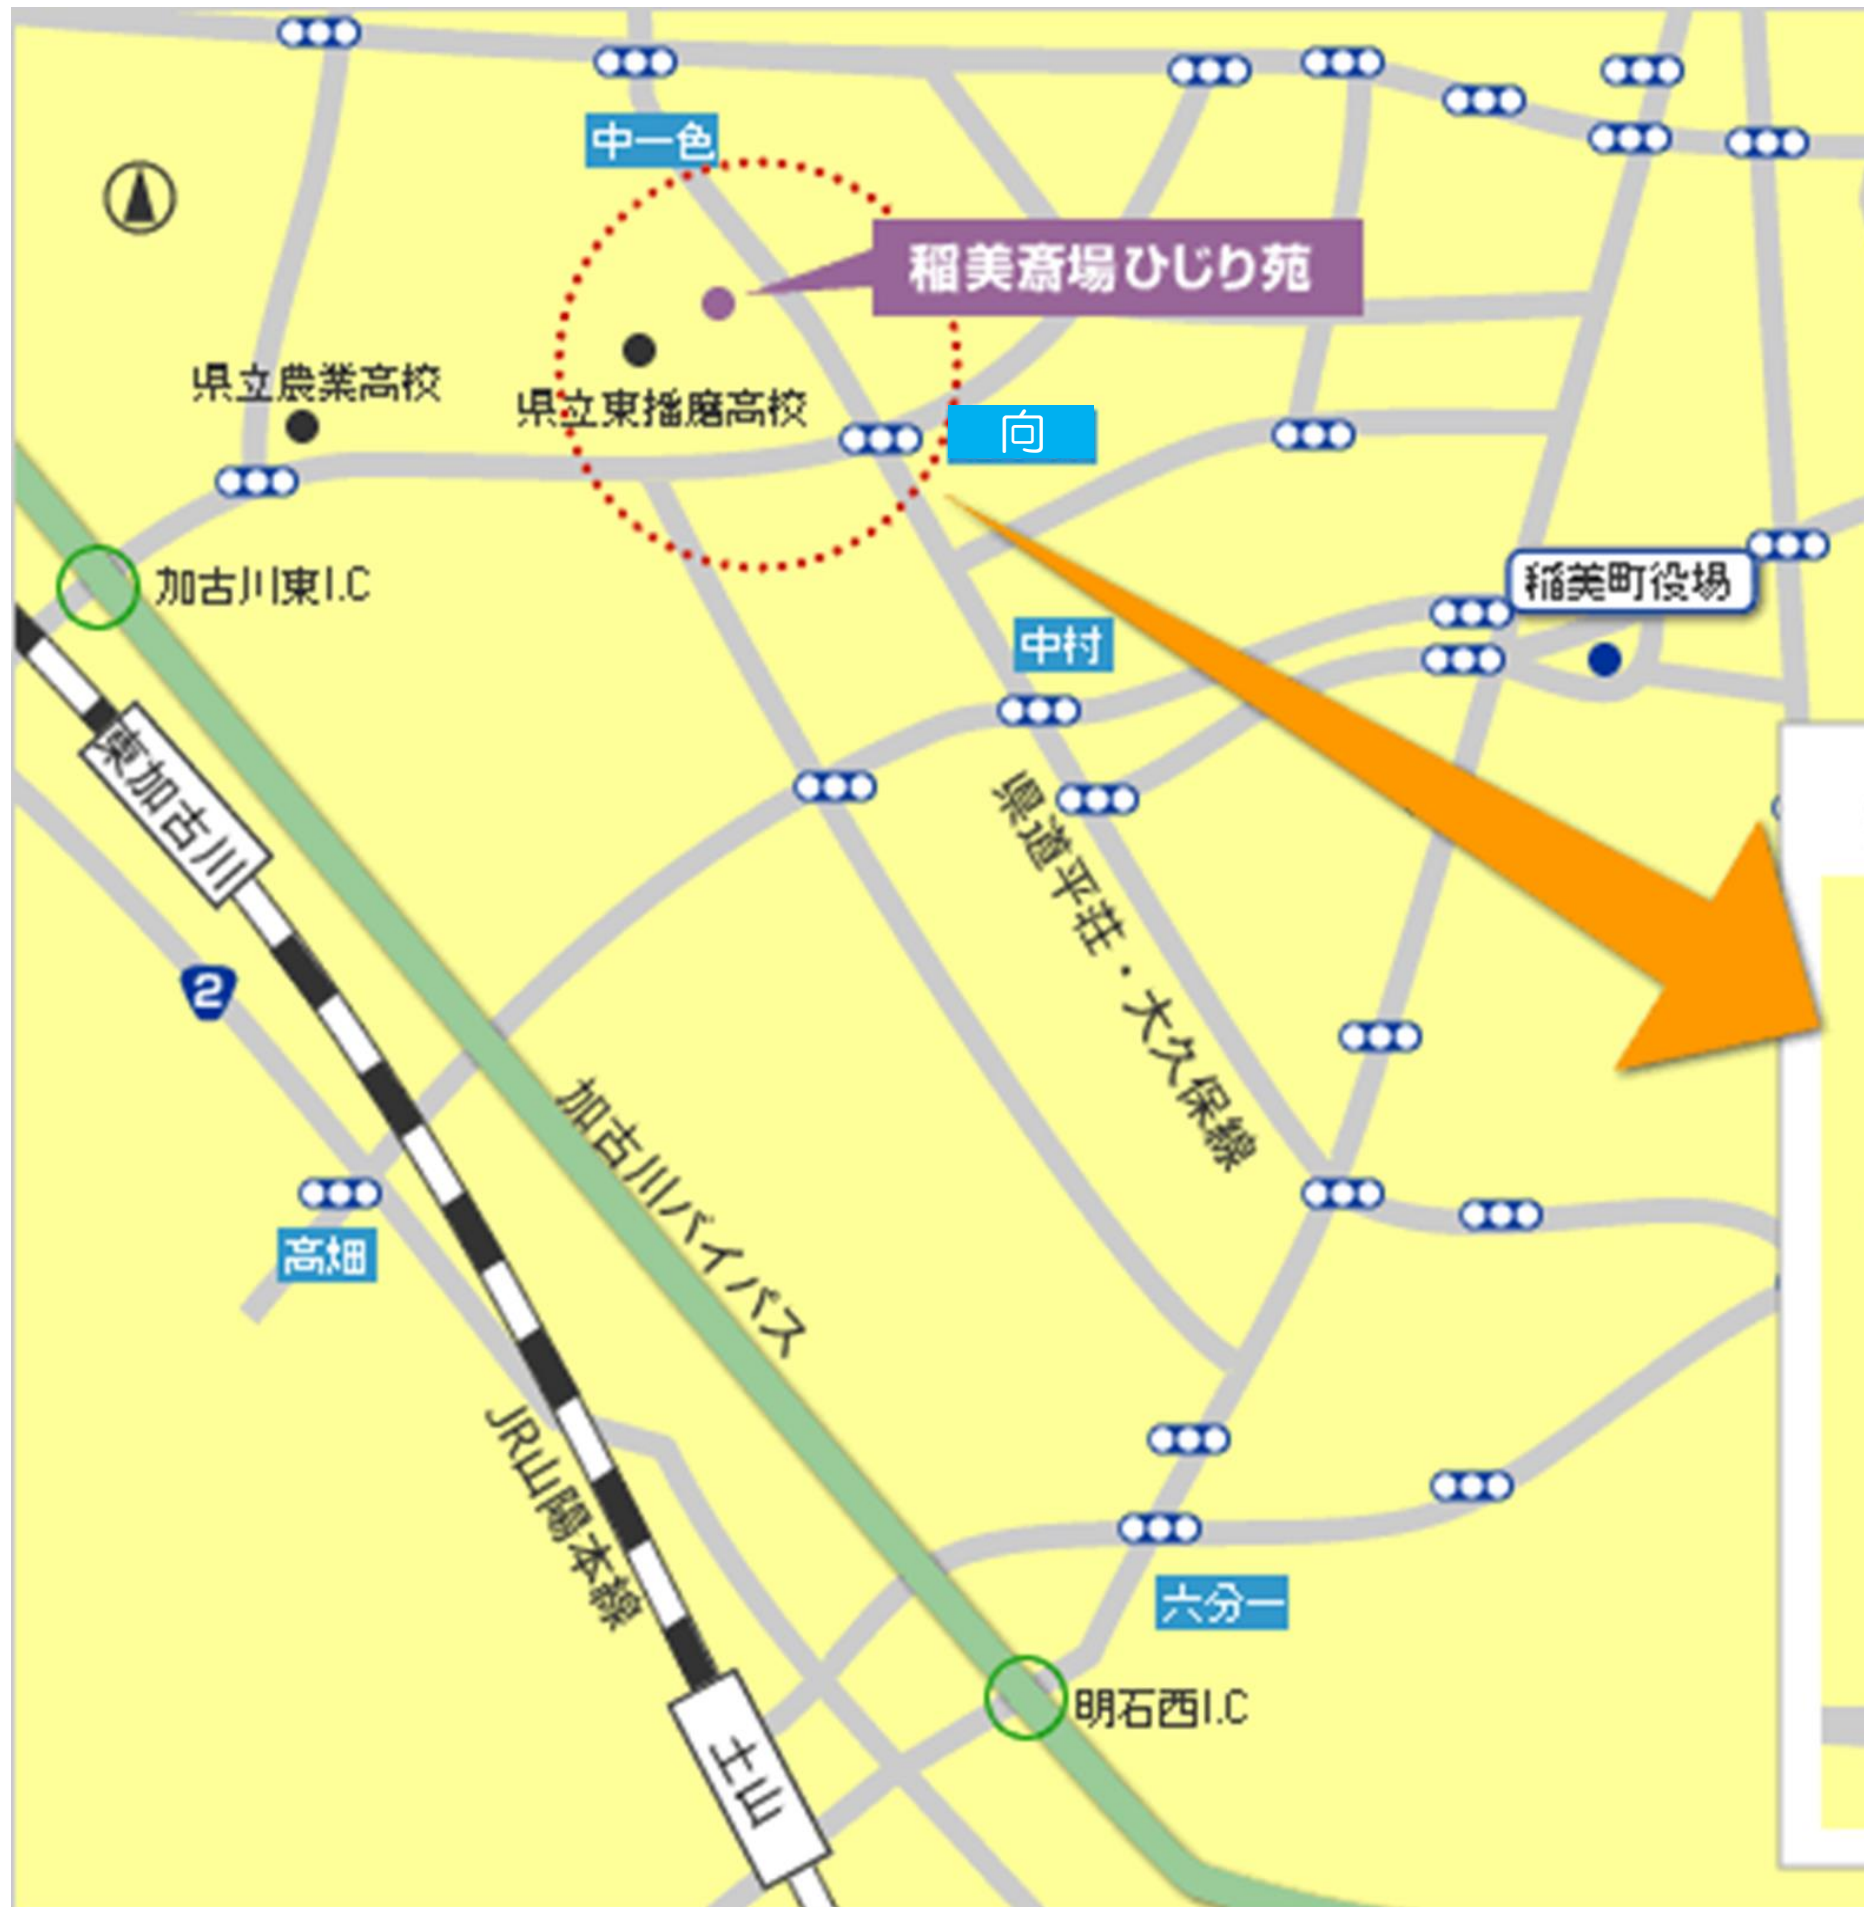 中一色
稲美斎場ひじり苑
県立農業高校
県立東播磨高校
向
加古川東I.C
稲美町役場
中村
東加古川
県道平荘・大久保線
2
加古川バイパス
高畑
JR山陽本線
六分一
明石西I.C
土山